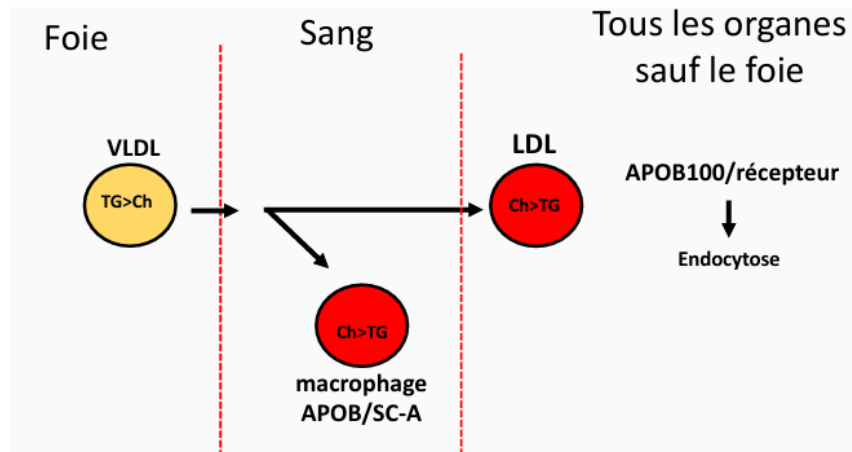 Foie
Sang
Tous les organes
sauf le foie
VLDL
TG>Ch
LDL
Ch>TG
APOB100/récepteur
Endocytose
Ch>TG
macrophage
APOB/SC-A